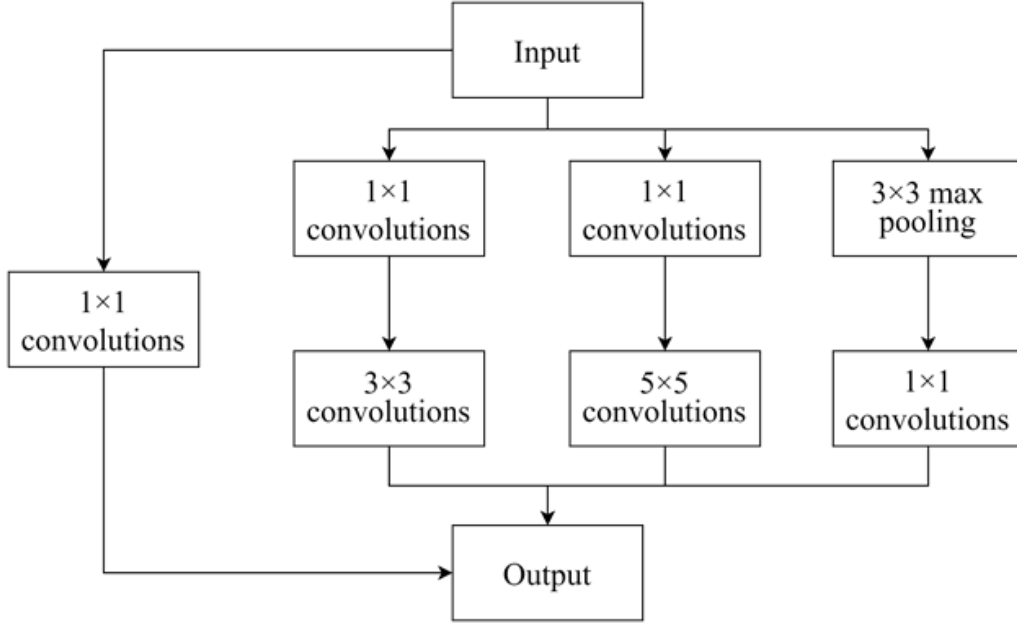 Input
1×1
convolutions
1×1
convolutions
3×3 max
pooling
1×1
convolutions
3×3
convolutions
5×5
convolutions
1×1
convolutions
Output